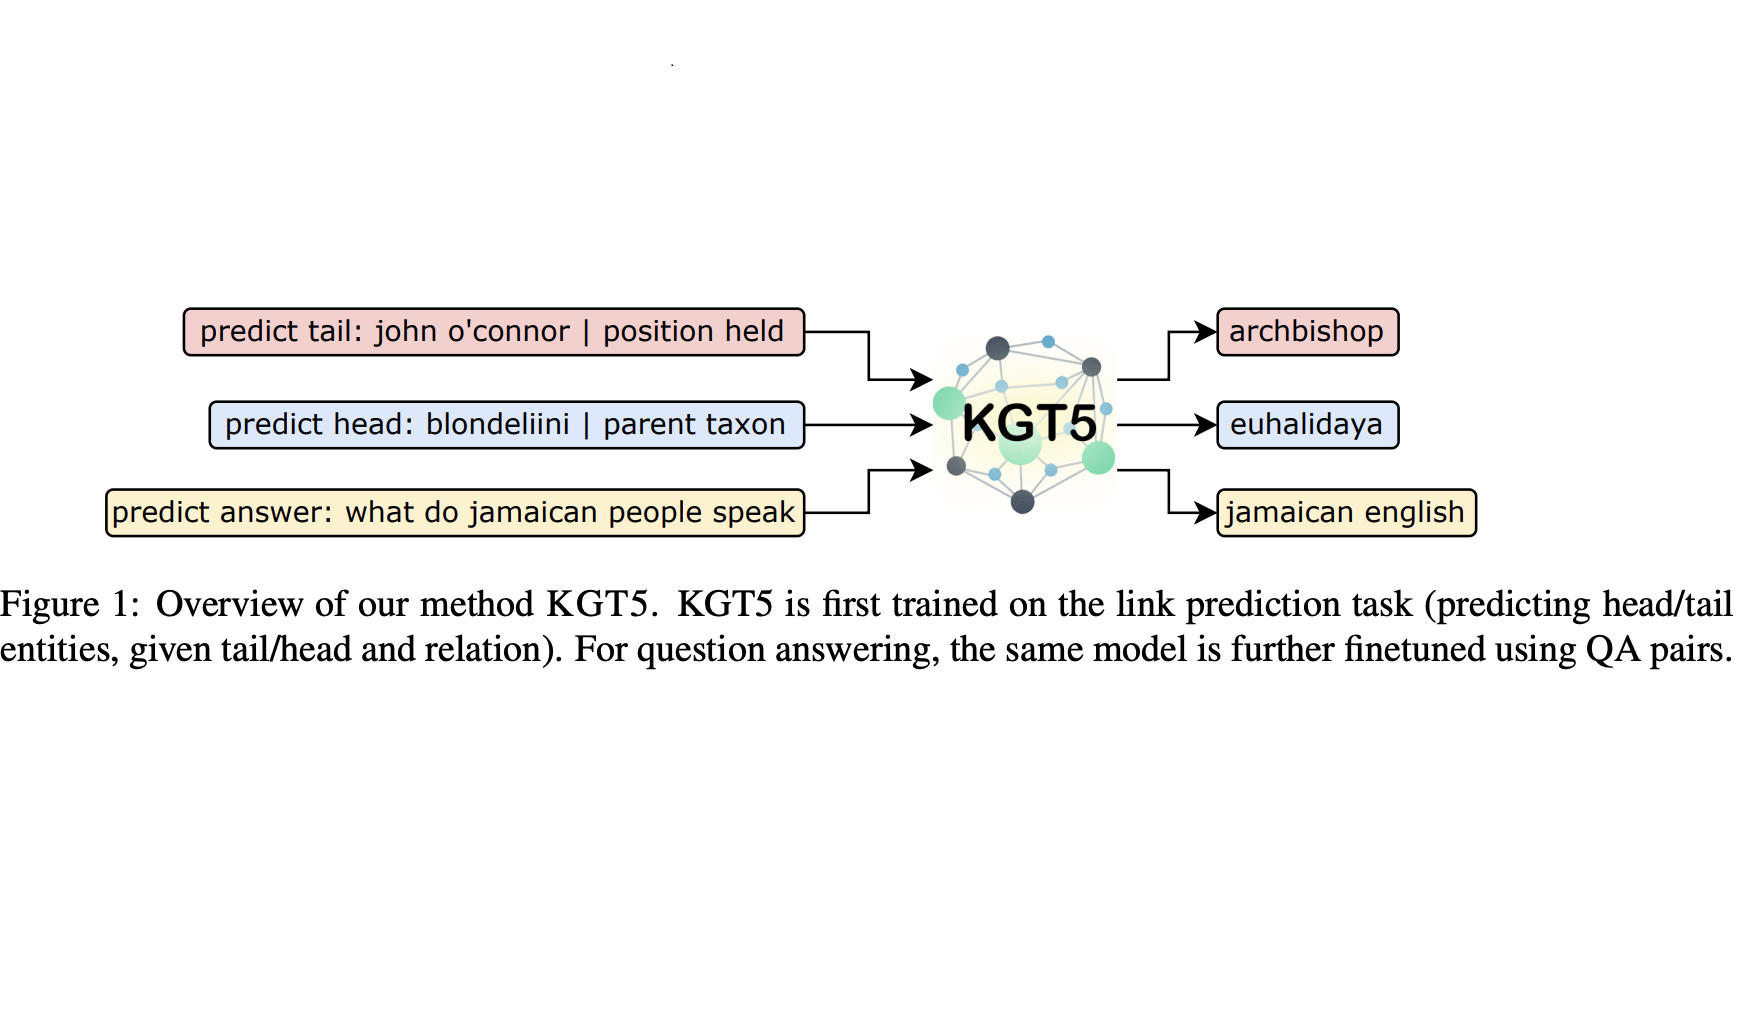 predict tail: john o'connor | position held
archbishop
predict head: blondeliini | parent taxon
KGT5
euhalidaya
predict answer: what do jamaican people speak
jamaican english
Figure 1: Overview of our method KGT5. KGT5 is first trained on the link prediction task (predicting head/tail
entities, given tail/head and relation). For question answering, the same model is further finetuned using QA pairs.